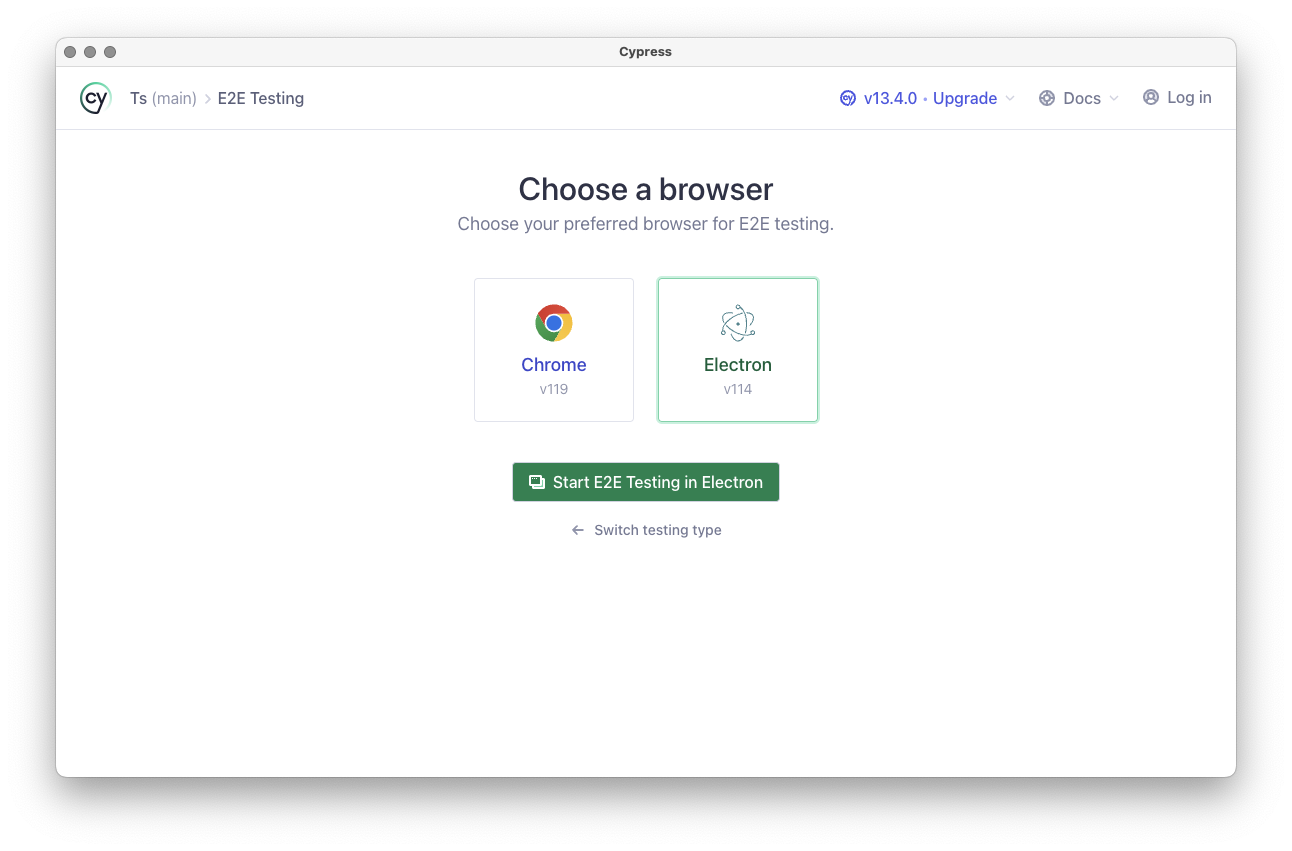 Cypress
cy Ts (main) > E2E Testing
cy v13.4.0 • Upgrade Docs Log in
Choose a browser
Choose your preferred browser for E2E testing.
Chrome
v119
Electron
v114
Start E2E Testing in Electron
← Switch testing type